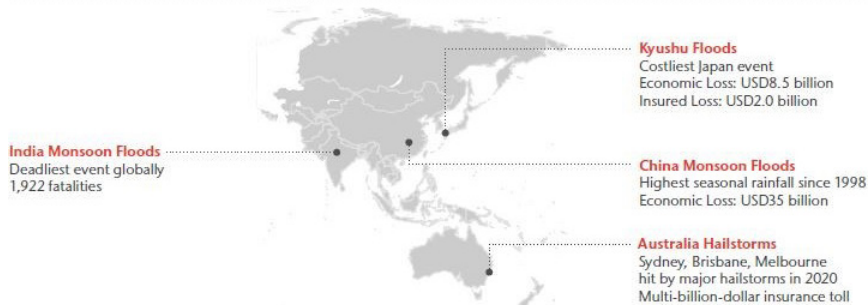 Kyushu Floods
Costliest Japan event
Economic Loss: USD8.5 billion
Insured Loss: USD2.0 billion
India Monsoon Floods
Deadliest event globally
1,922 fatalities
China Monsoon Floods
Highest seasonal rainfall since 1998
Economic Loss: USD35 billion
Australia Hailstorms
Sydney, Brisbane, Melbourne
hit by major hailstorms in 2020
Multi-billion-dollar insurance toll